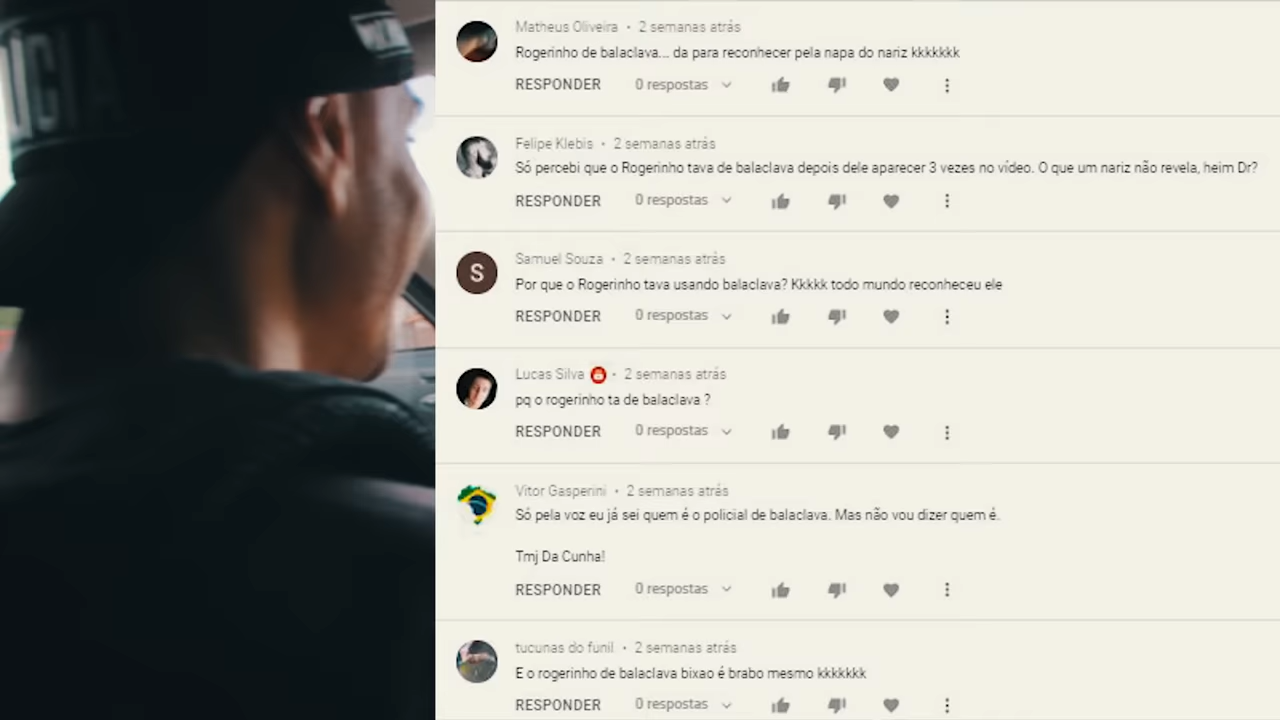 ÍCIA
Matheus Oliveira • 2 semanas atrás
Rogerinho de balaclava... da para reconhecer pela napa do nariz kkkkkkk
RESPONDER 0 respostas
Felipe Klebis • 2 semanas atrás
Só percebi que o Rogerinho tava de balaclava depois dele aparecer 3 vezes no vídeo. O que um nariz não revela, heim Dr?
RESPONDER 0 respostas
S
Samuel Souza • 2 semanas atrás
Por que o Rogerinho tava usando balaclava? Kkkkk todo mundo reconheceu ele
RESPONDER 0 respostas
Lucas Silva • 2 semanas atrás
pq o rogerinho ta de balaclava ?
RESPONDER 0 respostas
Vitor Gasperini • 2 semanas atrás
Só pela voz eu já sei quem é o policial de balaclava. Mas não vou dizer quem é.
Tmj Da Cunha!
RESPONDER 0 respostas
tucunas do funil • 2 semanas atrás
E o rogerinho de balaclava bixao é brabo mesmo kkkkkkk
RESPONDER 0 respostas